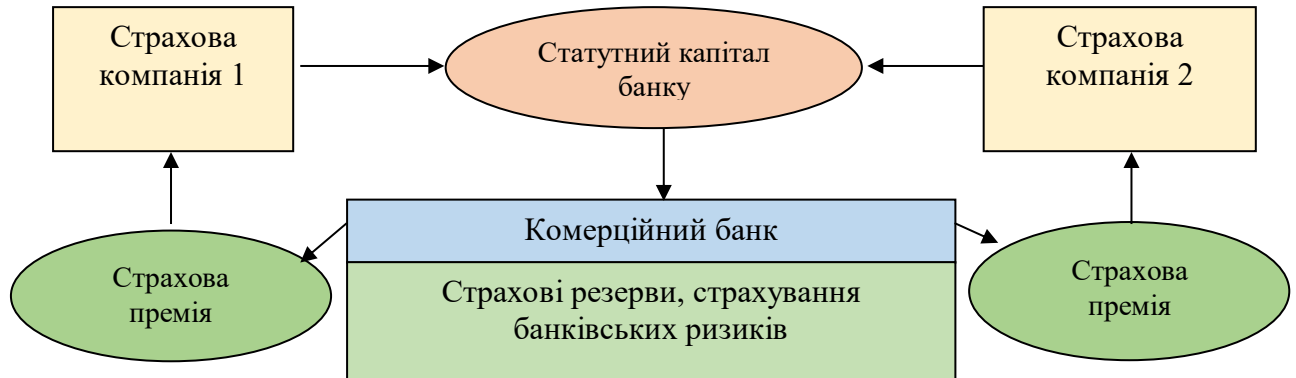 Страхова
компанія 1
Статутний капітал
банку
Страхова
компанія 2
Комерційний банк
Страхова
премія
Страхові резерви, страхування
банківських ризиків
Страхова
премія